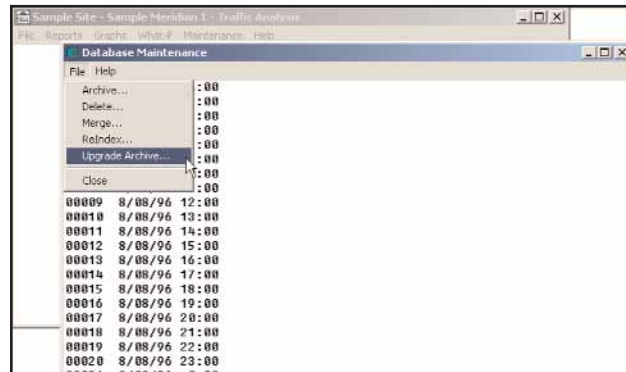 Sample Site - Sample Meridian 1 - Traffic Analysis
File Reports Graphs What-If Maintenance Help
Database Maintenance
File Help
Archive... :00
Delete... :00
Merge... :00
:00
ReIndex... :00
Upgrade Archive... :00
:00
Close :00
00009 8/08/96 12:00
00010 8/08/96 13:00
00011 8/08/96 14:00
00012 8/08/96 15:00
00013 8/08/96 16:00
00014 8/08/96 17:00
00015 8/08/96 18:00
00016 8/08/96 19:00
00017 8/08/96 20:00
00018 8/08/96 21:00
00019 8/08/96 22:00
00020 8/08/96 23:00